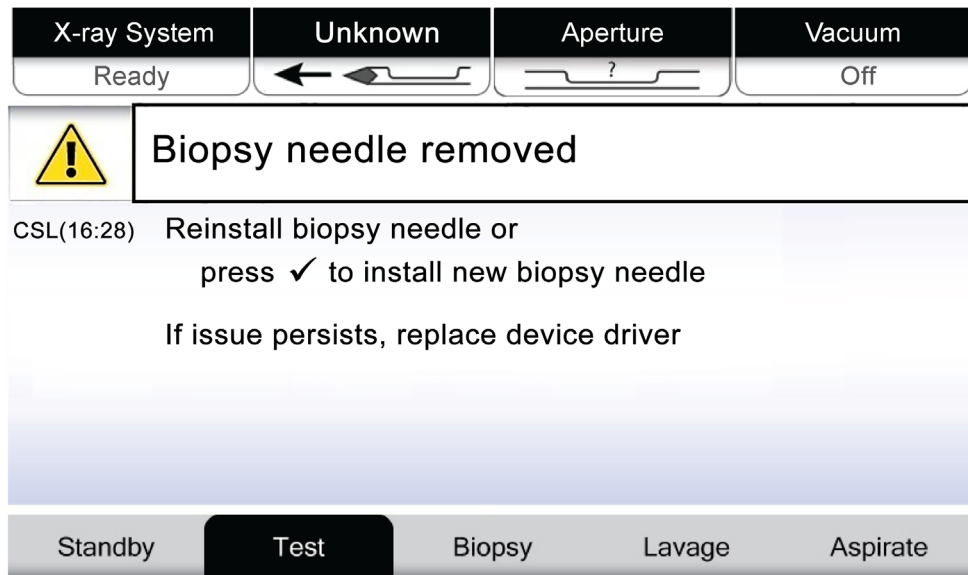 X-ray System Unknown Aperture Vacuum
Ready ? Off
Biopsy needle removed
CSL(16:28) Reinstall biopsy needle or
press ✓ to install new biopsy needle
If issue persists, replace device driver
Standby Test Biopsy Lavage Aspirate